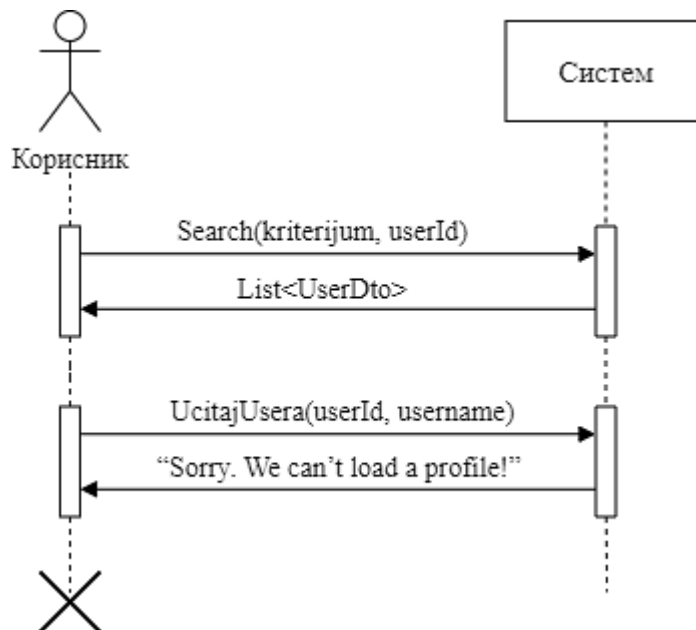 Систем
Корисник
Search(kriterijum, userId)
List<UserDto>
UcitajUsera(userId, username)
“Sorry. We can’t load a profile!”